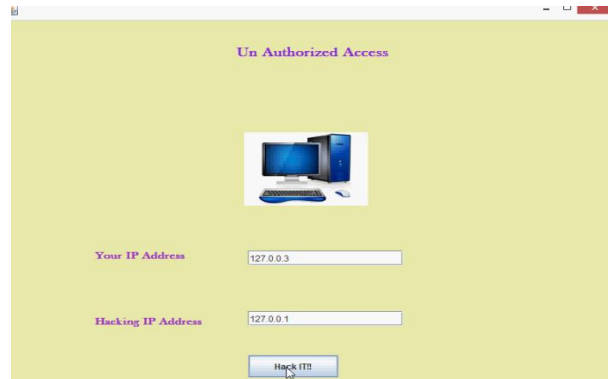 Un Authorized Access
Your IP Address
127.0.0.3
Hacking IP Address
127.0.0.1
Hack IT!!